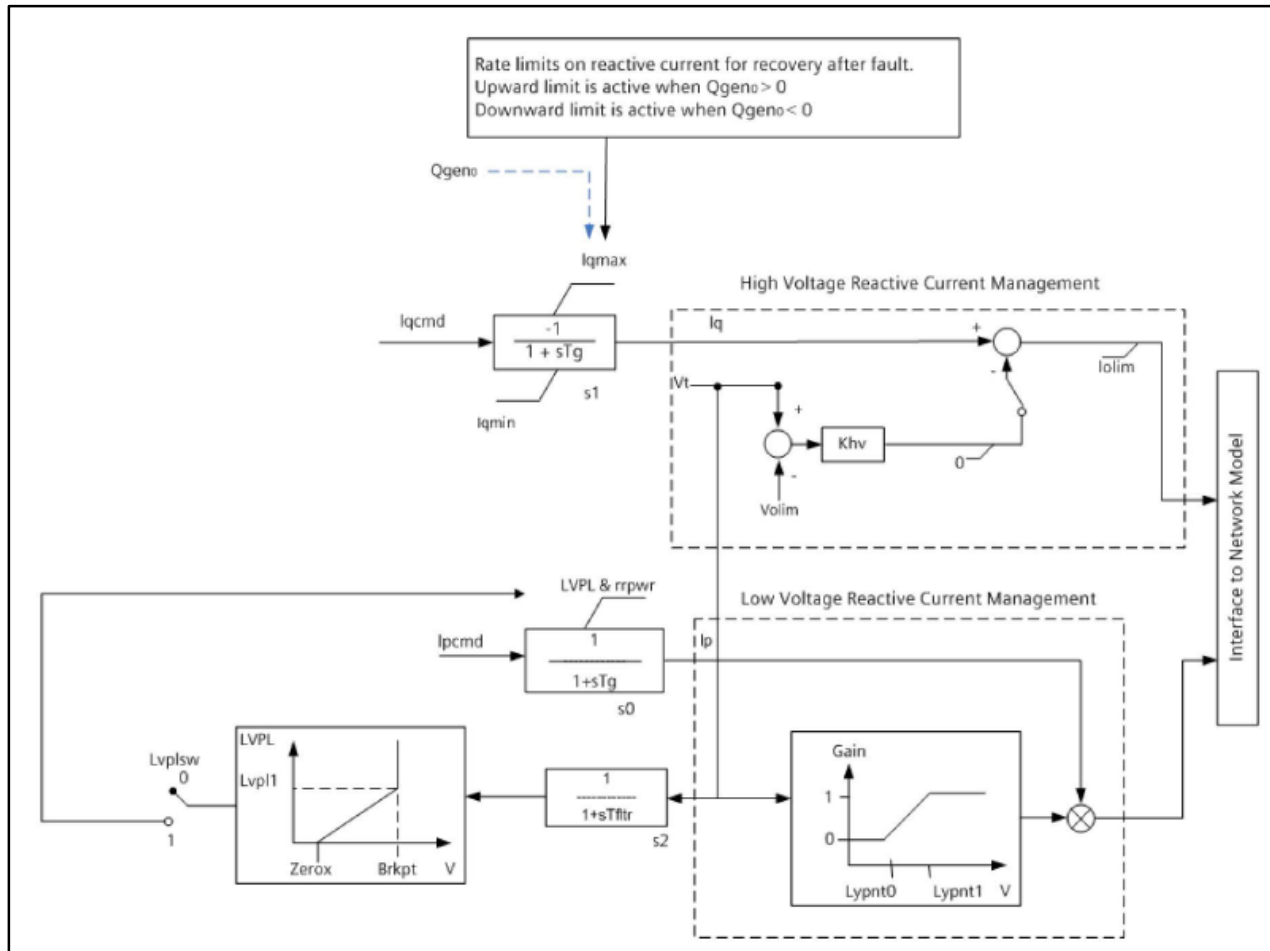 Rate limits on reactive current for recovery after fault.
Upward limit is active when Qgen₀ > 0
Downward limit is active when Qgen₀ < 0
Qgen₀
Iqmax
High Voltage Reactive Current Management
Iqcmd
-1
1 + sTg
s1
Iqmin
Iq
+
-
Iolim
Vt
+
-
Khv
0
Volim
Interface to Network Model
LVPL & rrpwr
Low Voltage Reactive Current Management
Ipcmd
1
1+sTg
s0
Ip
Lvplsw
0
1
LVPL
Lvpl1
Zerox
Brkpt
V
1
1+sTfltr
s2
Gain
1
0
Lypnt0
Lypnt1
V